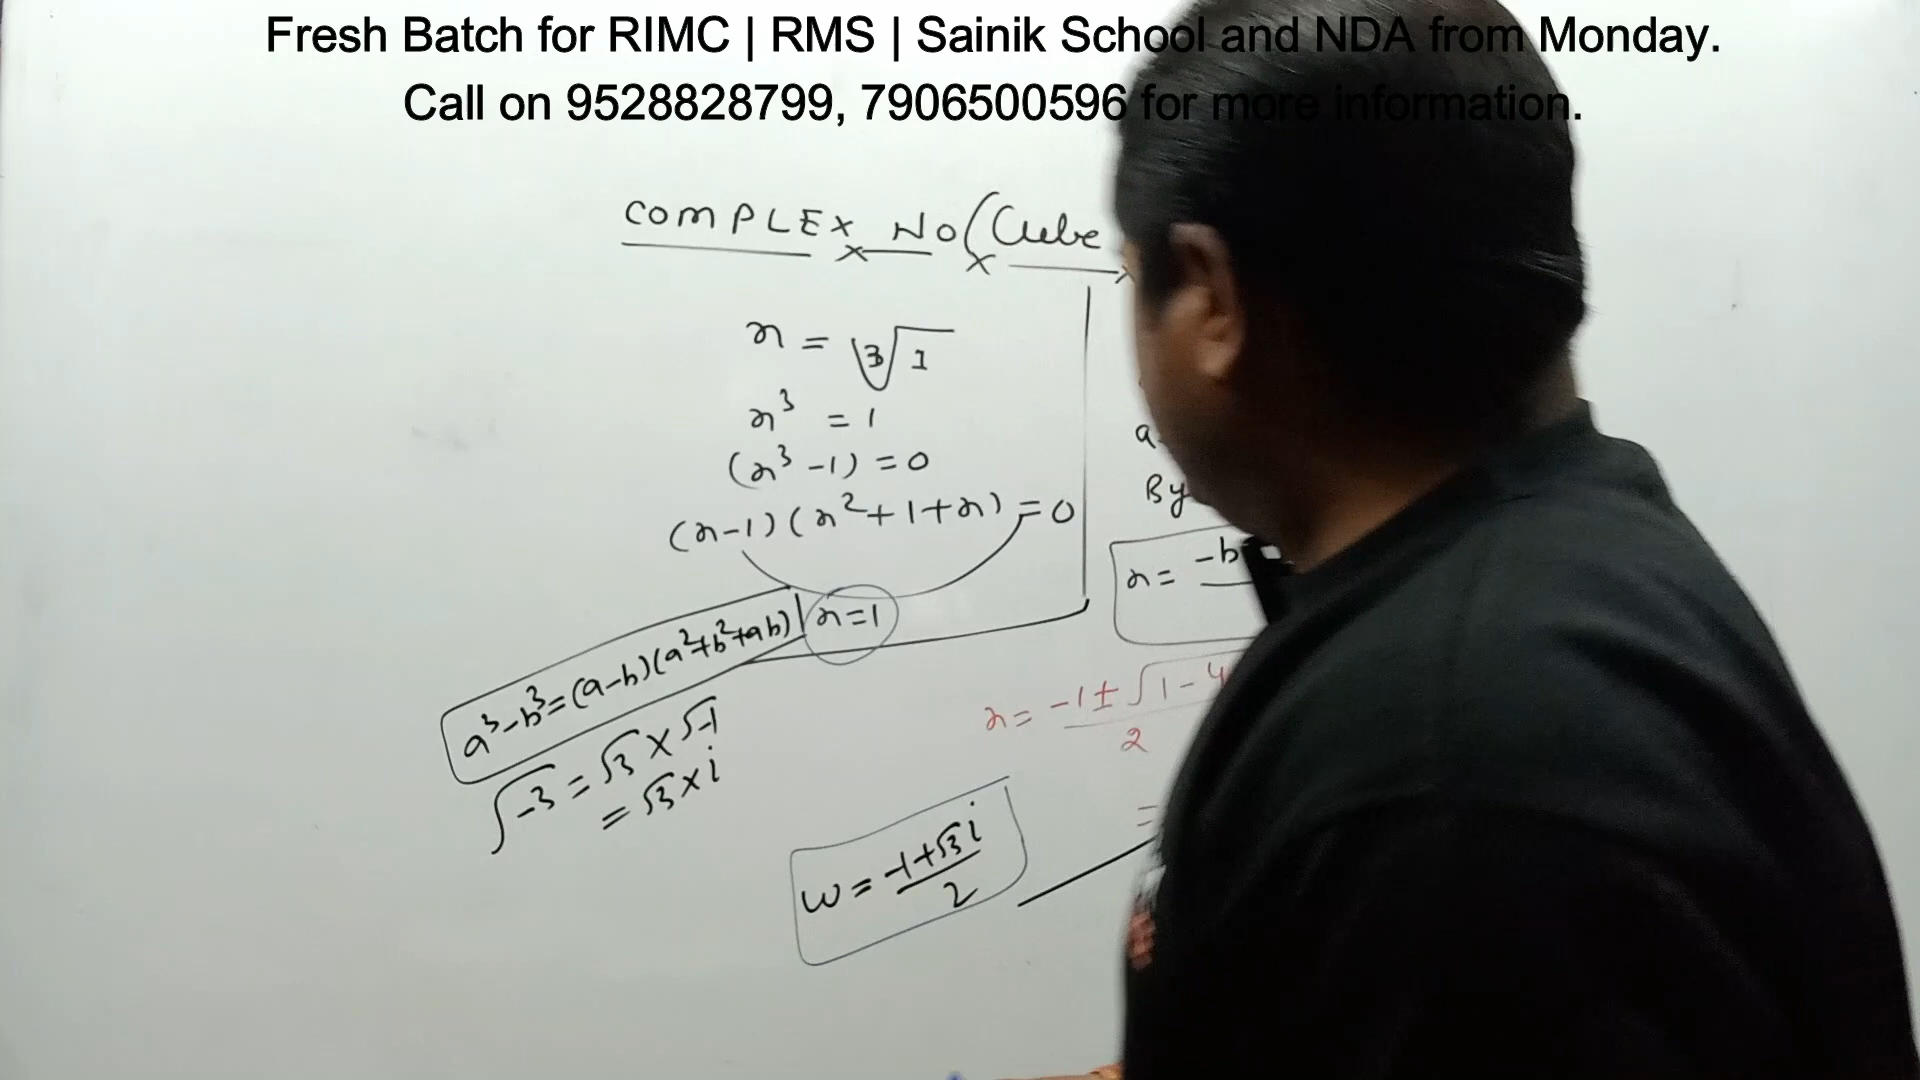 Fresh Batch for RIMC | RMS | Sainik School and NDA from Monday.
Call on 9528828799, 7906500596 for more information.
COMPLEX NO (Cube
x = ∛1
x³ = 1
(x³ - 1) = 0
(x-1) (x² + 1 + x) = 0
x = 1
a³-b³ = (a-b)(a²+b²+ab)
√-3 = √3 × √-1
= √3 × i
a
By
x = -b
x = -1 ± √1-4 / 2
=
ω = -1+√3 i / 2